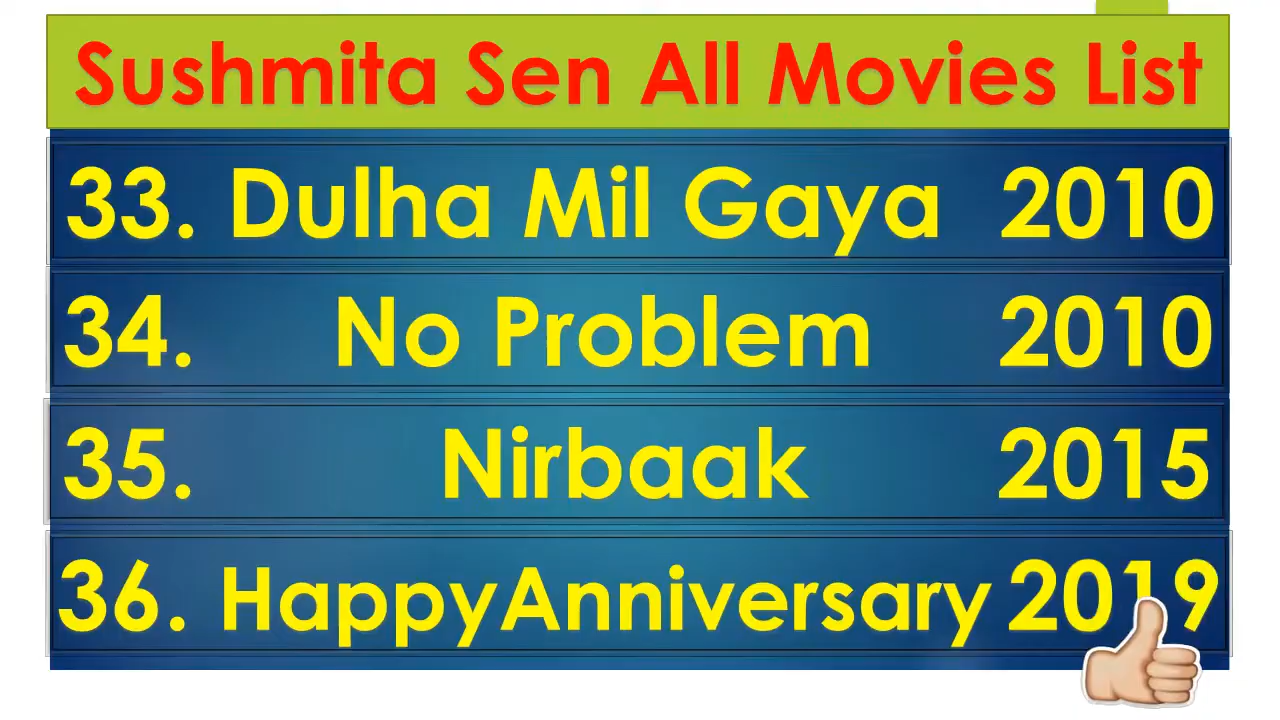 Sushmita Sen All Movies List
33. Dulha Mil Gaya 2010
34. No Problem 2010
35. Nirbaak 2015
36. HappyAnniversary 2019